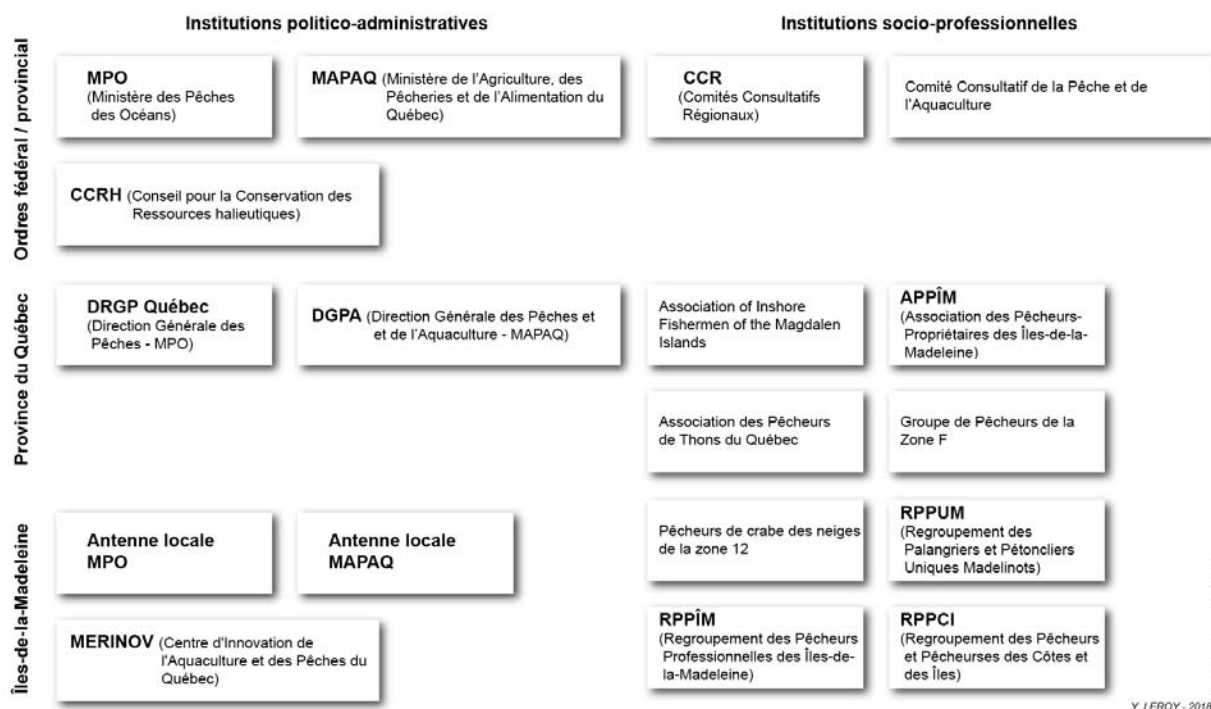 Institutions politico-administratives
Institutions socio-professionnelles
Ordres fédéral / provincial
MPO
(Ministère des Pêches
des Océans)
MAPAQ (Ministère de l'Agriculture, des
Pêcheries et de l'Alimentation du
Québec)
CCR
(Comités Consultatifs
Régionaux)
Comité Consultatif de la Pêche et de
l'Aquaculture
CCRH (Conseil pour la Conservation des
Ressources halieutiques)
Province du Québec
DRGP Québec
(Direction Générale des
Pêches - MPO)
DGPA (Direction Générale des Pêches et
et de l'Aquaculture - MAPAQ)
Association of Inshore
Fishermen of the Magdalen
Islands
APPÎM
(Association des Pêcheurs-
Propriétaires des Îles-de-la-
Madeleine)
Association des Pêcheurs
de Thons du Québec
Groupe de Pêcheurs de la
Zone F
Îles-de-la-Madeleine
Antenne locale
MPO
Antenne locale
MAPAQ
Pêcheurs de crabe des neiges
de la zone 12
RPPUM
(Regroupement des
Palangriers et Pétoncliers
Uniques Madelinots)
MERINOV (Centre d'Innovation de
l'Aquaculture et des Pêches du
Québec)
RPPÎM
(Regroupement des Pêcheurs
Professionnelles des Îles-de-
la-Madeleine)
RPPCI
(Regroupement des Pêcheurs
et Pêcheurses des Côtes et
des Îles)
Y. LEROY - 2018